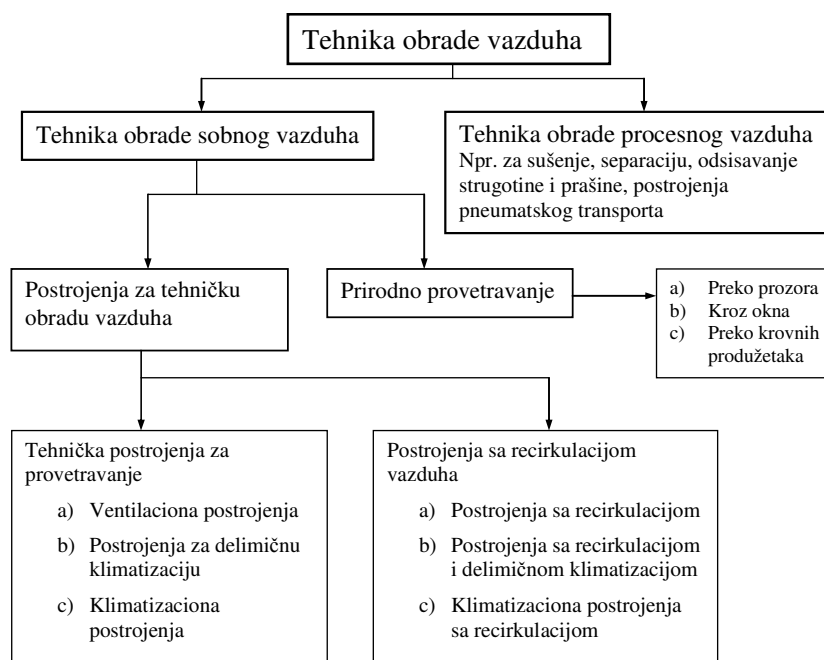 Tehnika obrade vazduha
Tehnika obrade sobnog vazduha
Tehnika obrade procesnog vazduha
Npr. za sušenje, separaciju, odsisavanje
strugotine i prašine, postrojenja
pneumatskog transporta
Postrojenja za tehničku
obradu vazduha
Prirodno provetravanje
a) Preko prozora
b) Kroz okna
c) Preko krovnih
produžetaka
Tehnička postrojenja za
provetravanje
a) Ventilaciona postrojenja
b) Postrojenja za delimičnu
klimatizaciju
c) Klimatizaciona
postrojenja
Postrojenja sa recirkulacijom
vazduha
a) Postrojenja sa recirkulacijom
b) Postrojenja sa recirkulacijom
i delimičnom klimatizacijom
c) Klimatizaciona postrojenja
sa recirkulacijom